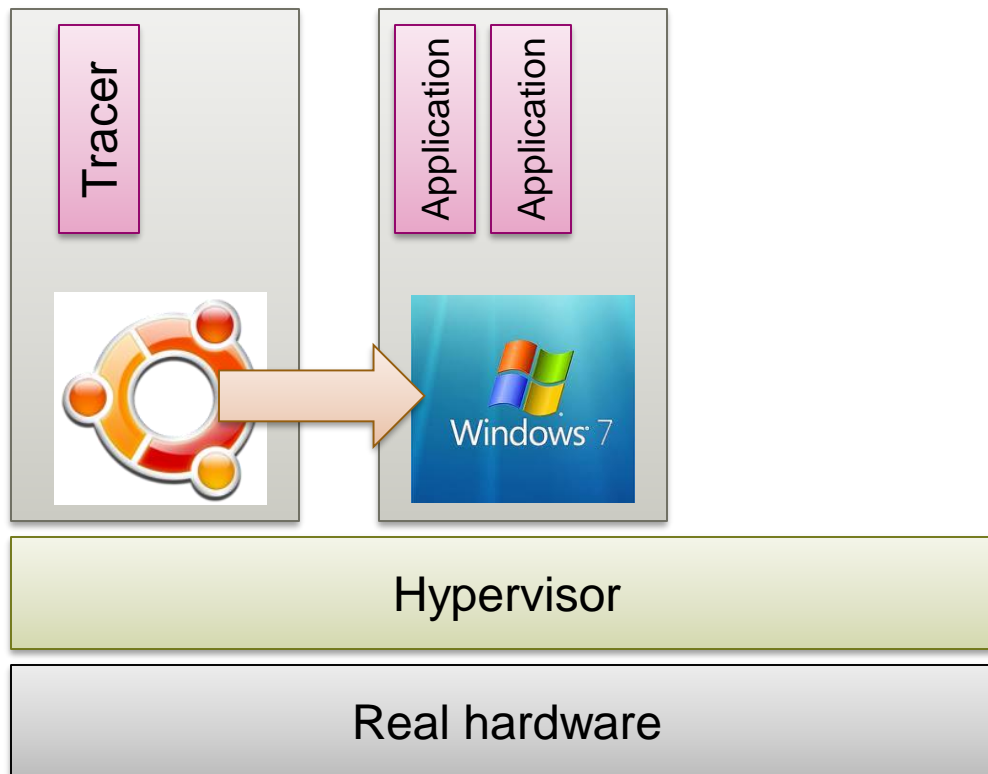 Tracer
Application
Application
Windows 7
Hypervisor
Real hardware